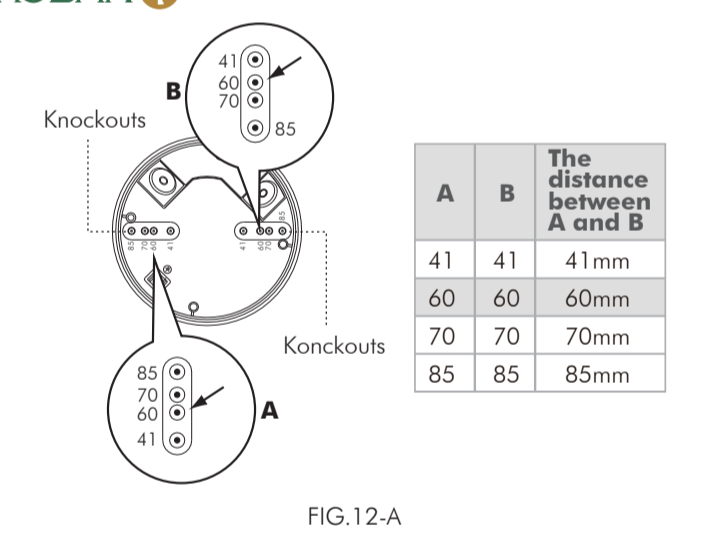 B
41
60
70
85
Knockouts
85
70
60
41
41
60
70
85
Konckouts
85
70
60
41
A
A B The distance between A and B
41 41 41mm
60 60 60mm
70 70 70mm
85 85 85mm
FIG.12-A